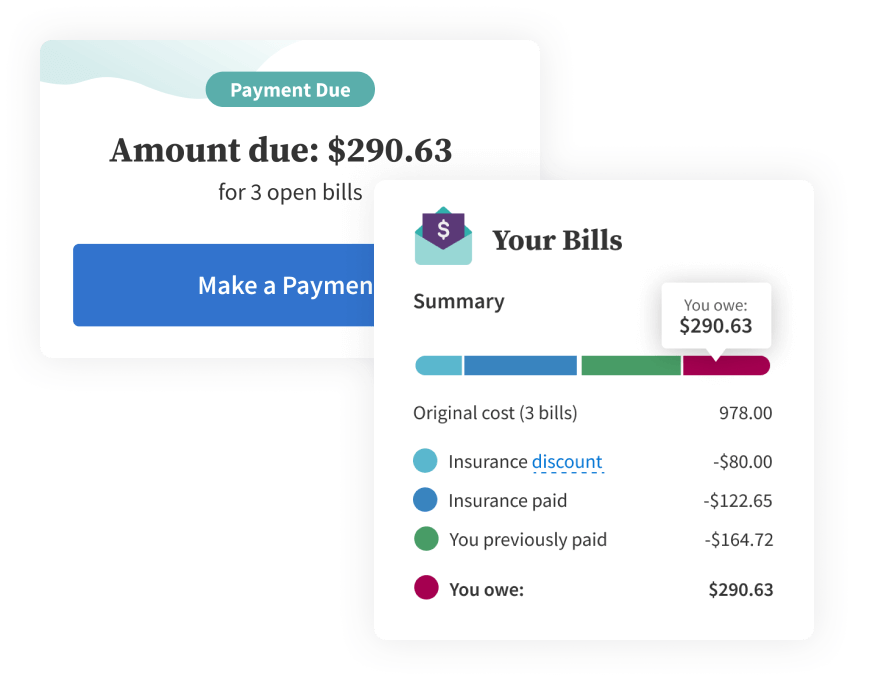 Payment Due
Amount due: $290.63
for 3 open bills
Make a Paymen
$
Your Bills
Summary
You owe:
$290.63
Original cost (3 bills) 978.00
Insurance discount -$80.00
Insurance paid -$122.65
You previously paid -$164.72
You owe: $290.63